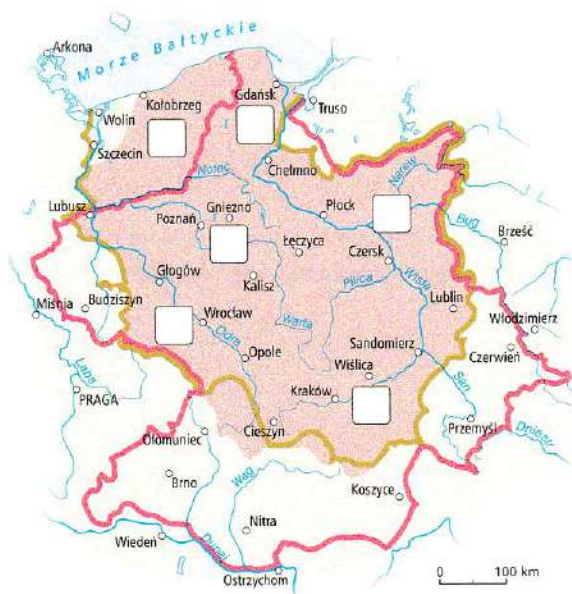 Arkona
Morze Bałtyckie
Gdańsk
Truso
Kołobrzeg
Wolin
Szczecin
Chełmno
Noteć
Narew
Lubusz
Gniezno
Poznań
Płock
Bug
Brześć
Łęczyca
Czersk
Głogów
Kalisz
Pilica
Wisła
Miśnia
Budziszyn
Wrocław
Warta
Lublin
Włodzimierz
Odra
Opole
Sandomierz
Czerwień
Łaba
Wiślica
San
PRAGA
Kraków
Przemyśl
Dniestr
Ołomuniec
Cieszyn
Wag
Brno
Koszyce
Nitra
Wiedeń
Dunaj
Ostrzychom
0 100 km